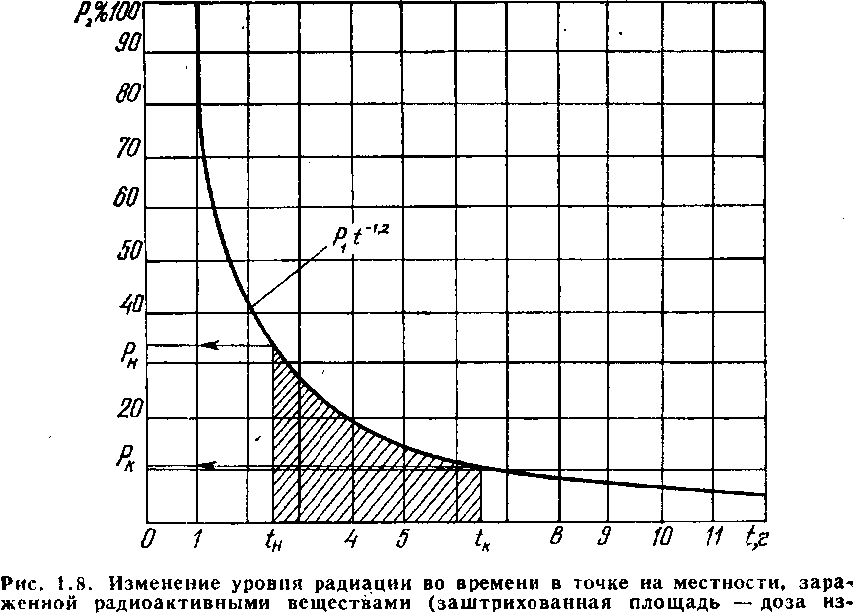 P,%100
90
80
70
60
50
P₁t⁻¹·²
40
Pн
20
Pк
0 1 tн 4 5 tк 8 9 10 11 t,г
Рис. 1.8. Изменение уровня радиации во времени в точке на местности, зара-
женной радиоактивными веществами (заштрихованная площадь — доза из-